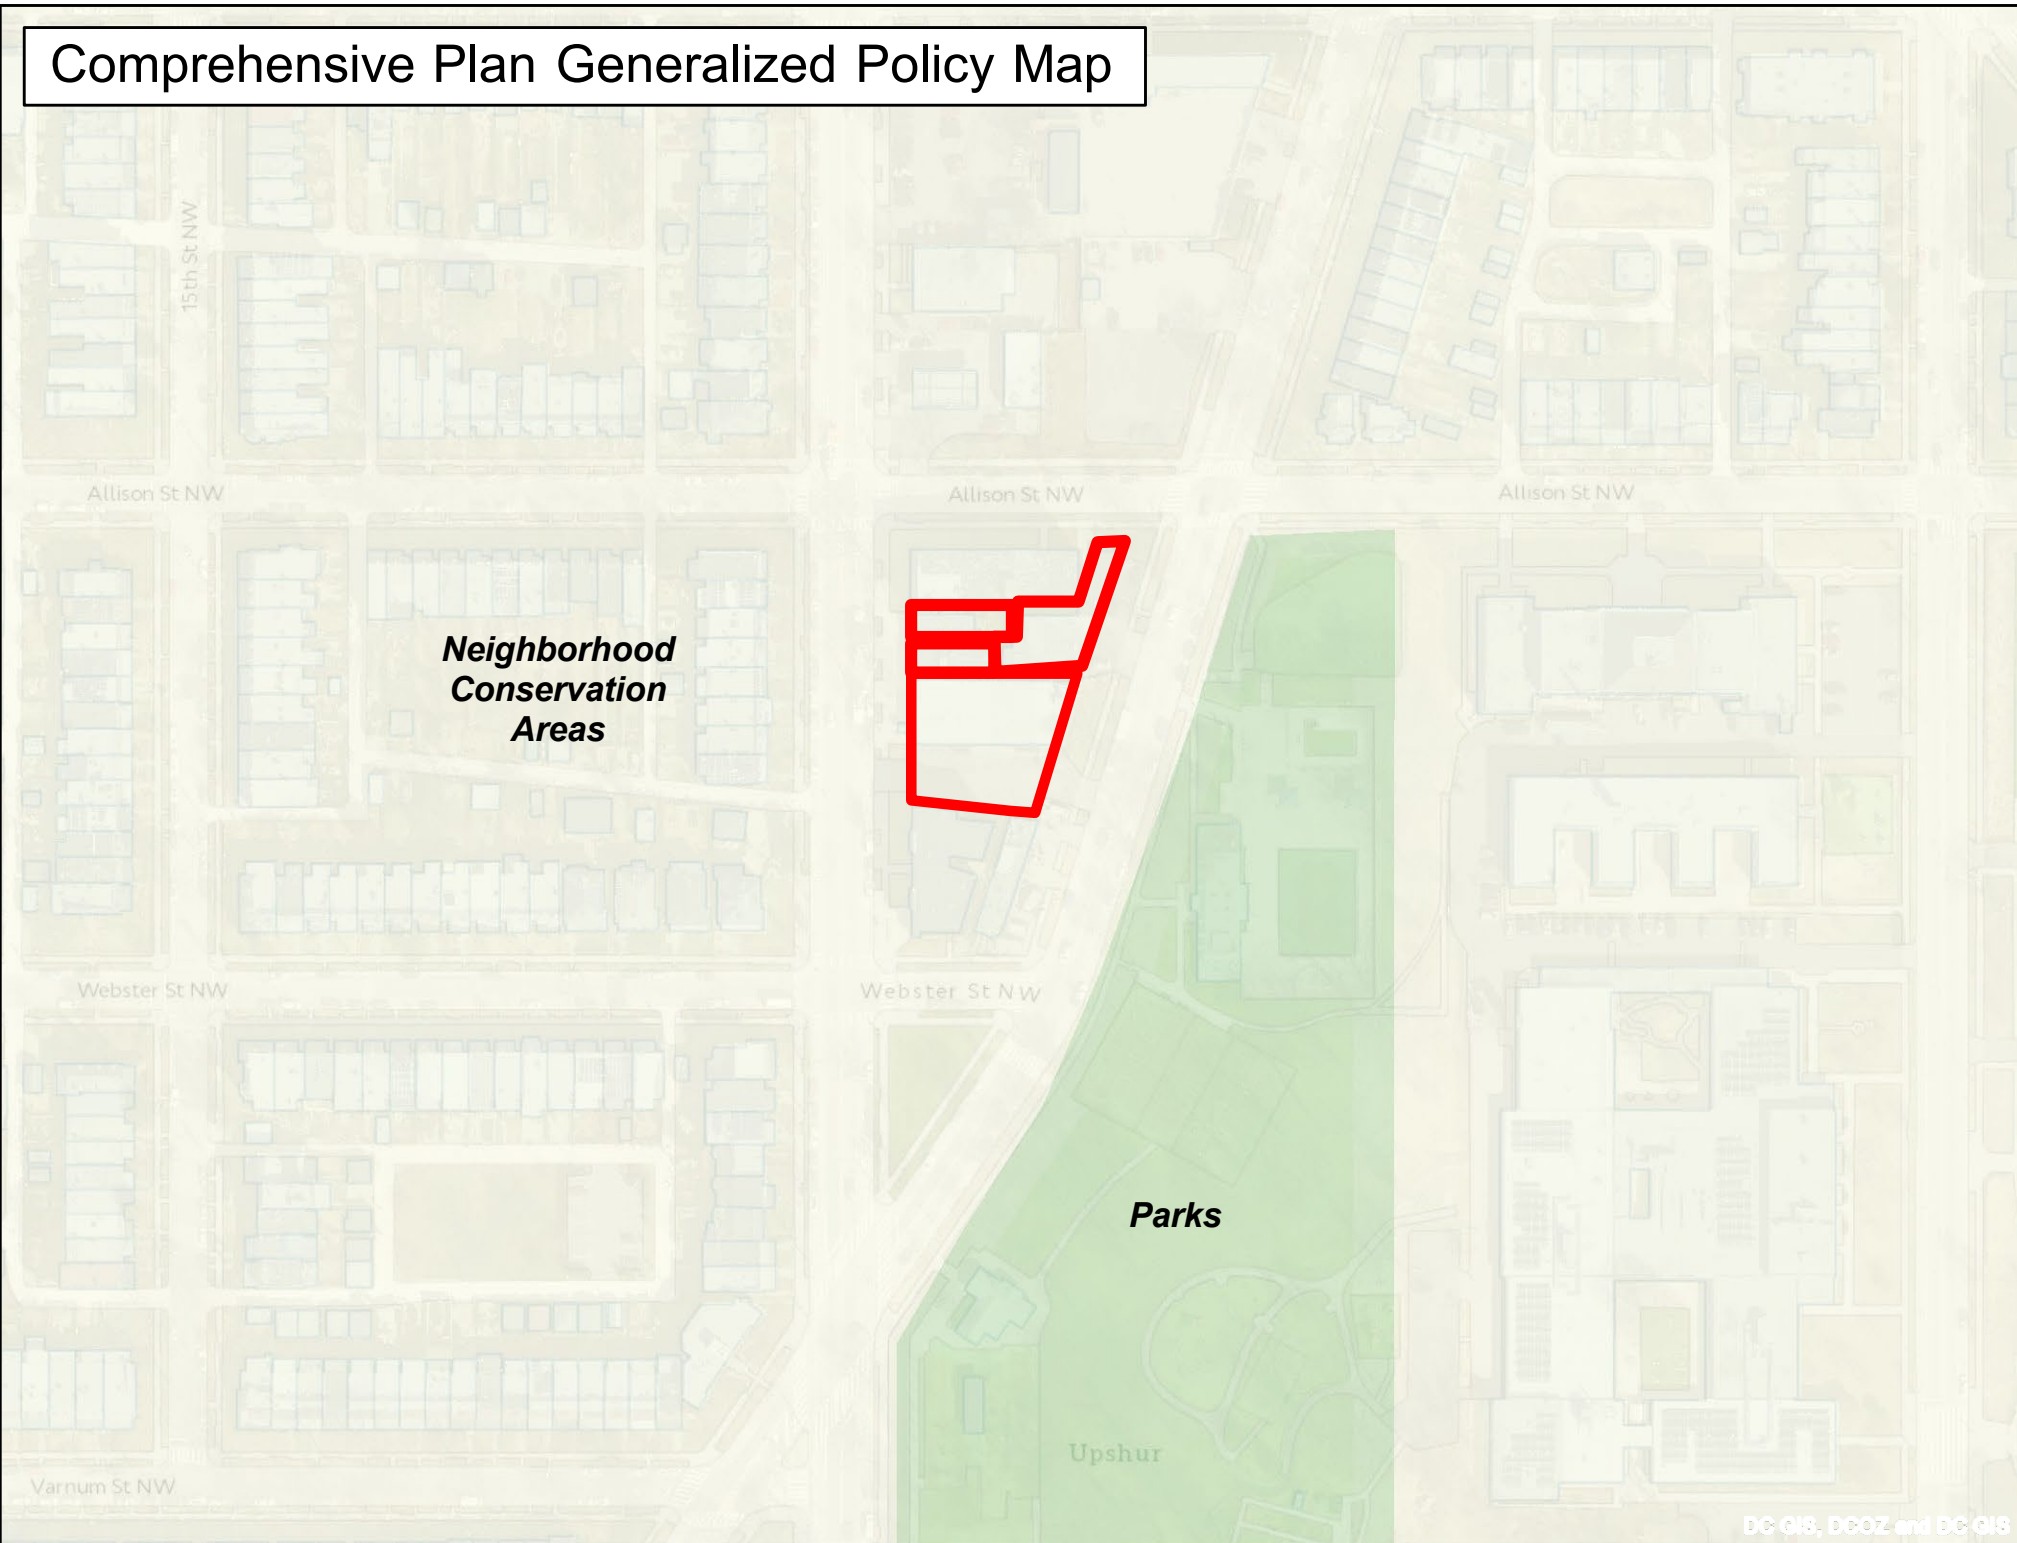 Comprehensive Plan Generalized Policy Map
15th St NW
Allison St NW
Allison St NW
Allison St NW
Neighborhood
Conservation
Areas
Webster St NW
Webster St NW
Parks
Upshur
Varnum St NW
DC GIS, DCOZ and DC GIS